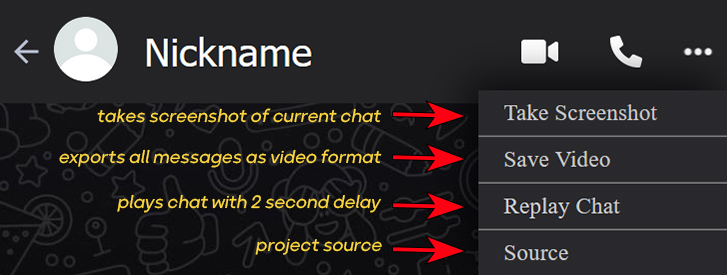 Nickname
takes screenshot of current chat
Take Screenshot
exports all messages as video format
Save Video
plays chat with 2 second delay
Replay Chat
project source
Source